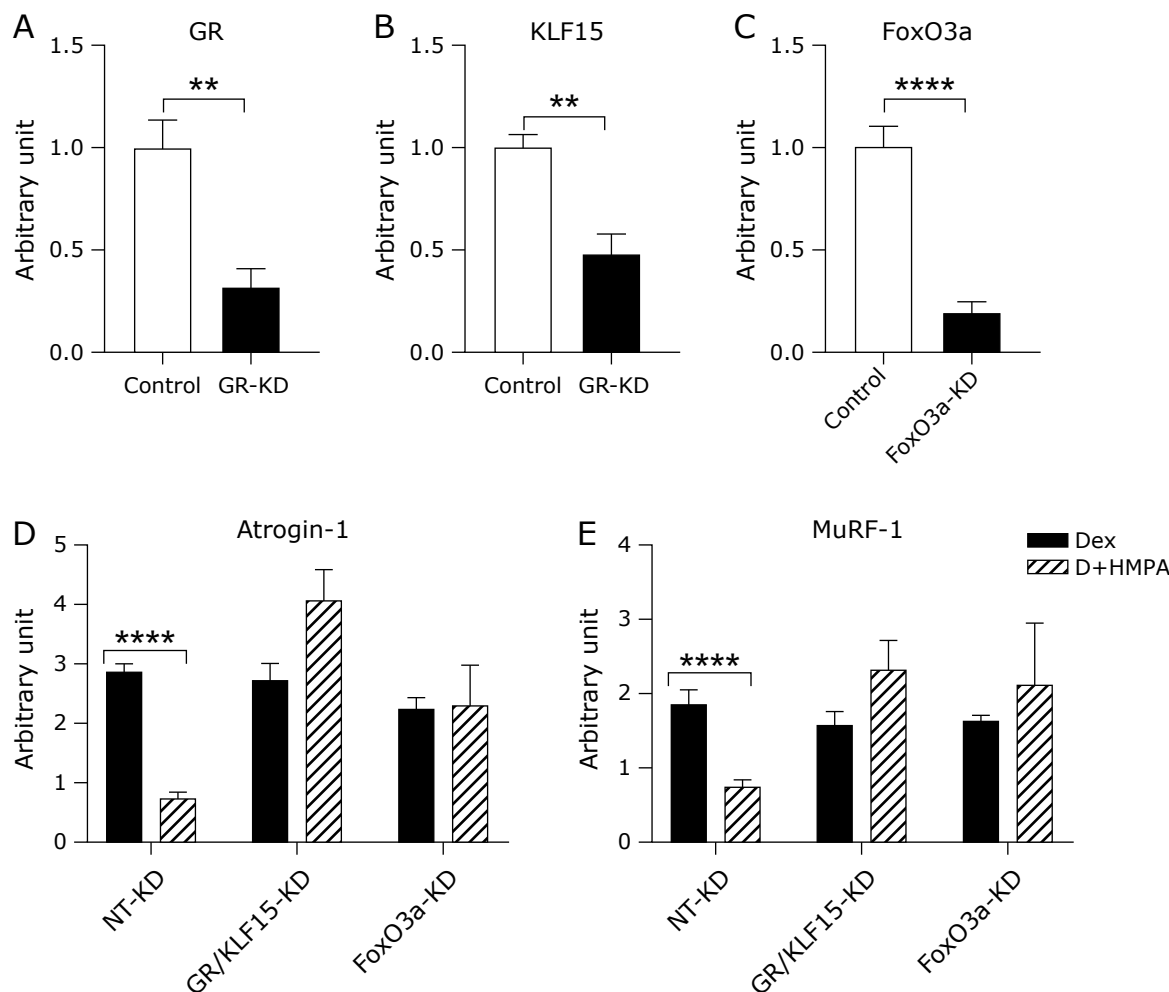 A
GR
Arbitrary unit
1.5
1.0
0.5
0.0
**
Control GR-KD
B
KLF15
Arbitrary unit
1.5
1.0
0.5
0.0
**
Control GR-KD
C
FoxO3a
Arbitrary unit
1.5
1.0
0.5
0.0
****
Control
FoxO3a-KD
D
Atrogin-1
Arbitrary unit
5
4
3
2
1
0
****
NT-KD
GR/KLF15-KD
FoxO3a-KD
E
MuRF-1
Arbitrary unit
4
3
2
1
0
****
NT-KD
GR/KLF15-KD
FoxO3a-KD
Dex
D+HMPA